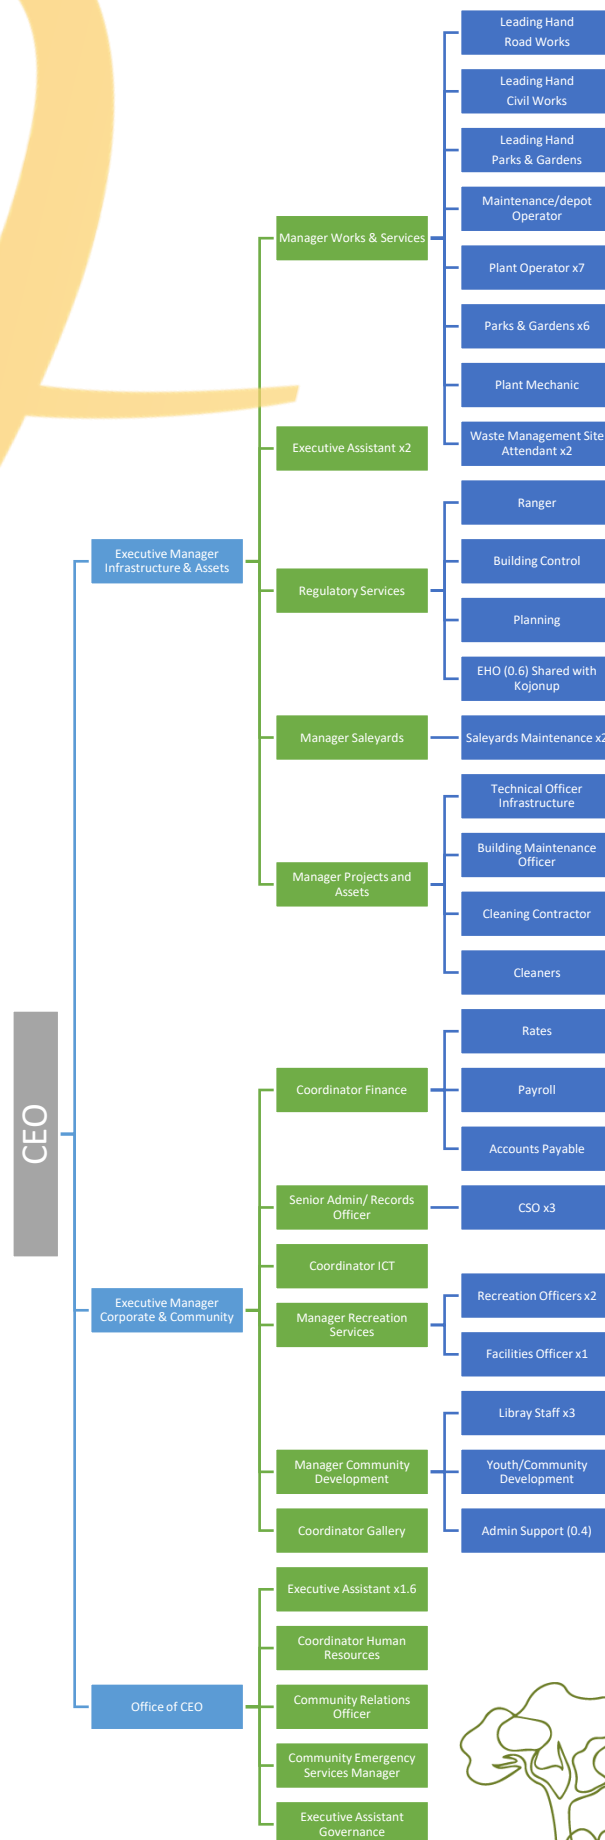 CEO
Executive Manager
Infrastructure & Assets
Manager Works & Services
Leading Hand
Road Works
Leading Hand
Civil Works
Leading Hand
Parks & Gardens
Maintenance/depot
Operator
Plant Operator x7
Parks & Gardens x6
Plant Mechanic
Waste Management Site
Attendant x2
Executive Assistant x2
Regulatory Services
Ranger
Building Control
Planning
EHO (0.6) Shared with
Kojonup
Manager Saleyards
Saleyards Maintenance x2
Manager Projects and
Assets
Technical Officer
Infrastructure
Building Maintenance
Officer
Cleaning Contractor
Cleaners
Executive Manager
Corporate & Community
Coordinator Finance
Rates
Payroll
Accounts Payable
Senior Admin/ Records
Officer
CSO x3
Coordinator ICT
Manager Recreation
Services
Recreation Officers x2
Facilities Officer x1
Manager Community
Development
Libray Staff x3
Youth/Community
Development
Admin Support (0.4)
Coordinator Gallery
Office of CEO
Executive Assistant x1.6
Coordinator Human
Resources
Community Relations
Officer
Community Emergency
Services Manager
Executive Assistant
Governance